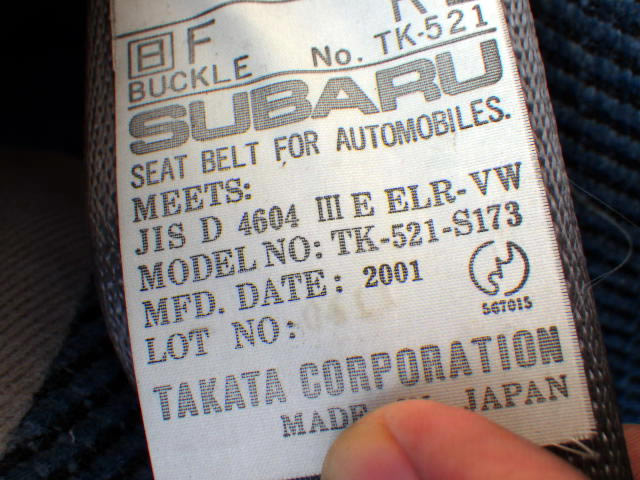 F
BUCKLE No. TK-521
SUBARU
SEAT BELT FOR AUTOMOBILES.
MEETS:
JIS D 4604 III E ELR-VW
MODEL NO: TK-521-S173
MFD. DATE: 2001
567015
LOT NO:
TAKATA CORPORATION
MADE JAPAN